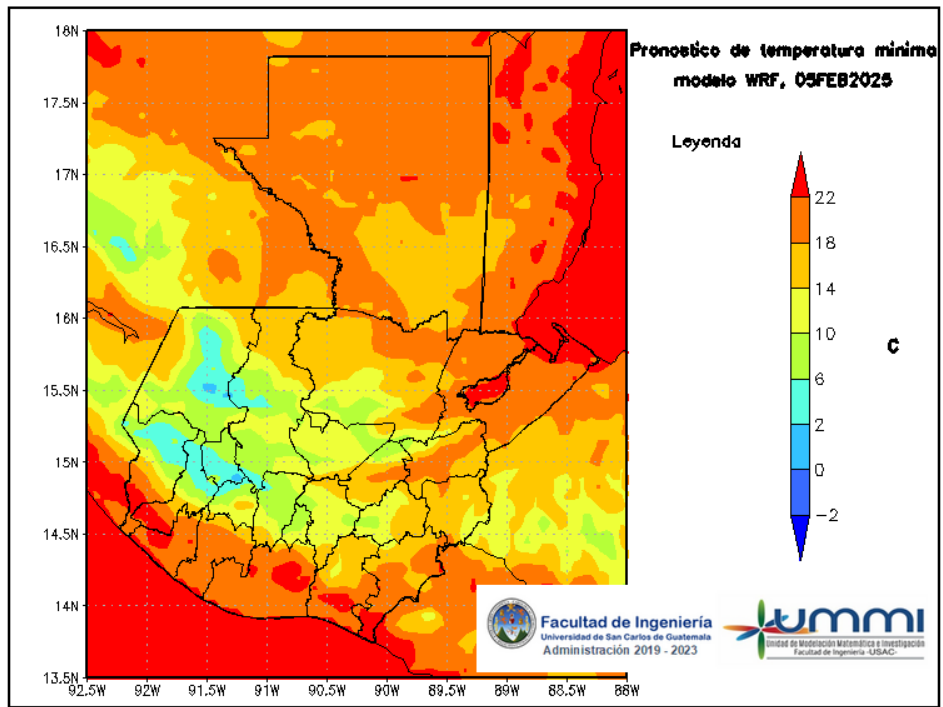 Pronostico de temperatura minima
modelo WRF, 05FEB2025
Leyenda
22
18
14
10
6
2
0
−2
C
18N
17.5N
17N
16.5N
16N
15.5N
15N
14.5N
14N
13.5N
92.5W 92W 91.5W 91W 90.5W 90W 89.5W 89W 88.5W 88W
Facultad de Ingeniería
Universidad de San Carlos de Guatemala
Administración 2019 - 2023
ummi
Unidad de Modelación Matemática e Investigación
Facultad de Ingeniería -USAC-